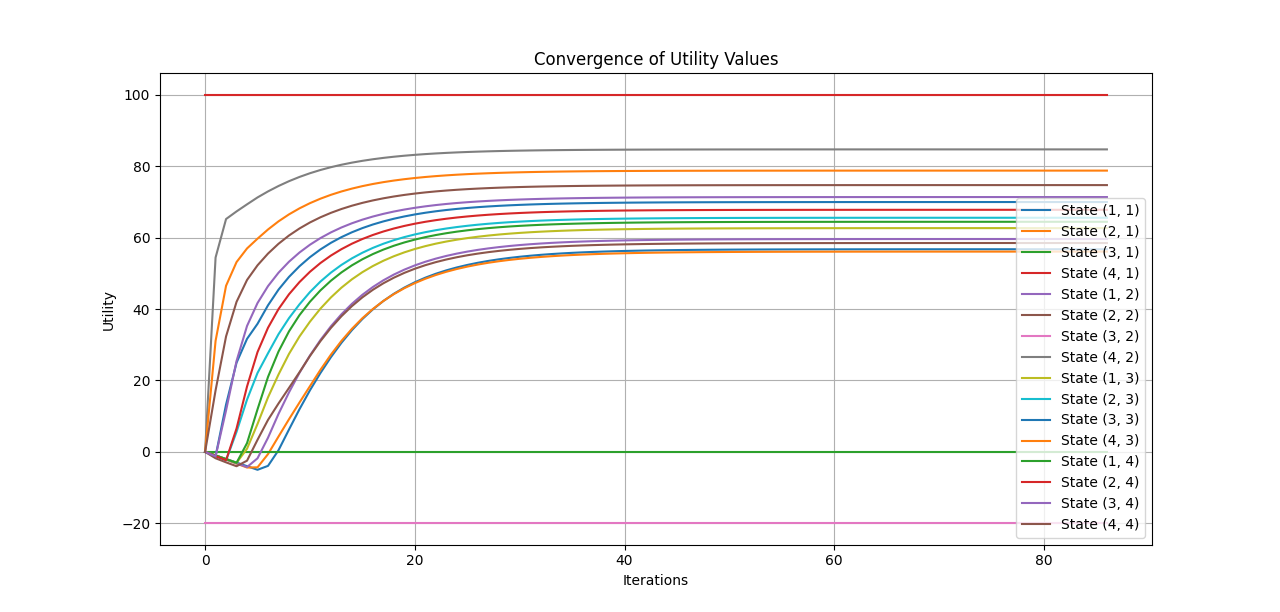 Convergence of Utility Values
Utility
100
80
60
40
20
0
−20
0
20
40
60
80
Iterations
State (1, 1)
State (2, 1)
State (3, 1)
State (4, 1)
State (1, 2)
State (2, 2)
State (3, 2)
State (4, 2)
State (1, 3)
State (2, 3)
State (3, 3)
State (4, 3)
State (1, 4)
State (2, 4)
State (3, 4)
State (4, 4)